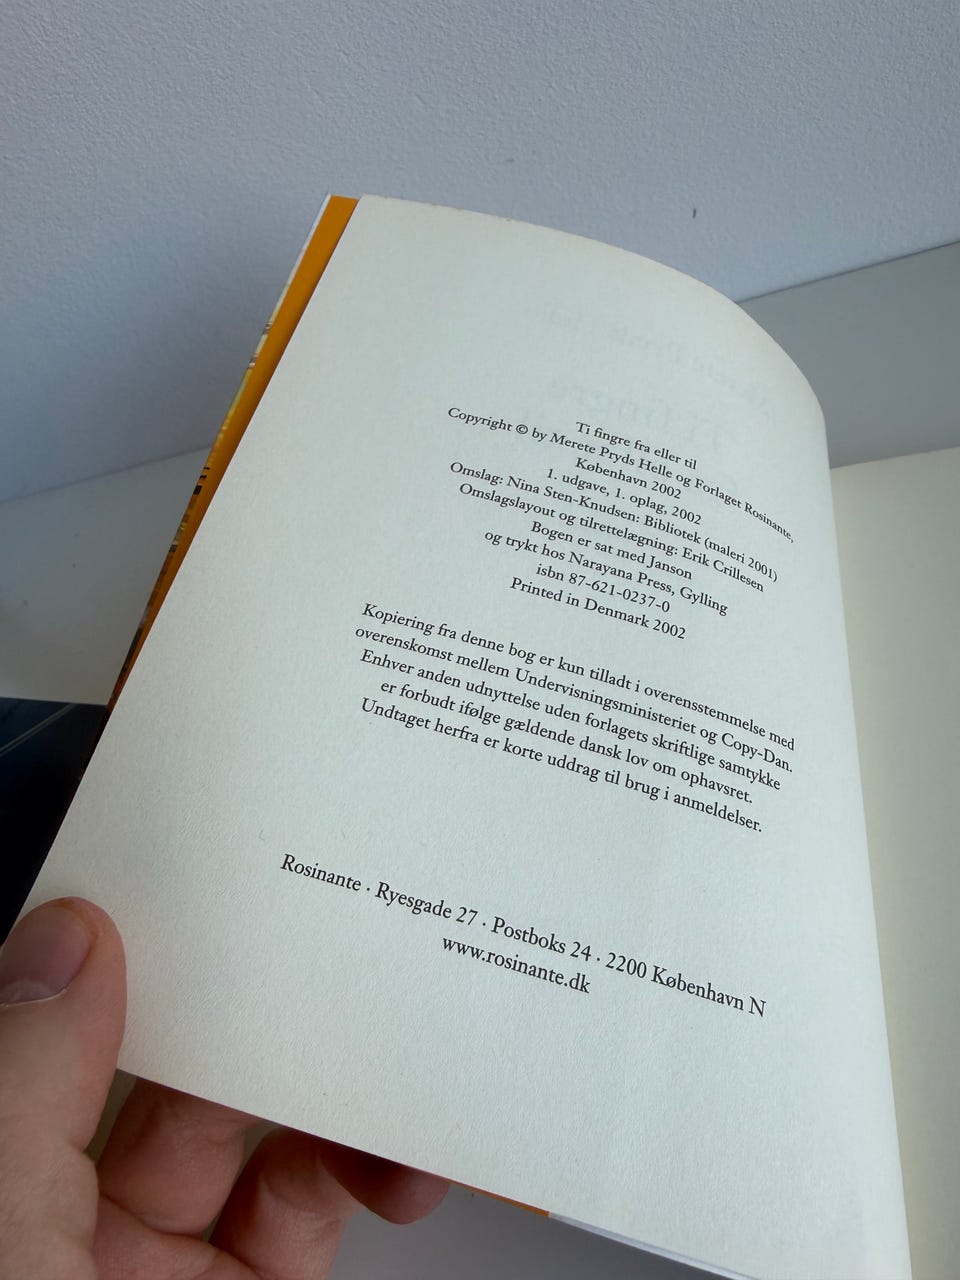 Ti fingre fra eller til
Copyright © by Merete Pryds Helle og Forlaget Rosinante,
København 2002
1. udgave, 1. oplag, 2002
Omslag: Nina Sten-Knudsen: Bibliotek (maleri 2001)
Omslagslayout og tilrettelægning: Erik Crillesen
Bogen er sat med Janson
og trykt hos Narayana Press, Gylling
isbn 87-621-0237-0
Printed in Denmark 2002
Kopiering fra denne bog er kun tilladt i overensstemmelse med
overenskomst mellem Undervisningsministeriet og Copy-Dan.
Enhver anden udnyttelse uden forlagets skriftlige samtykke
er forbudt ifølge gældende dansk lov om ophavsret.
Undtaget herfra er korte uddrag til brug i anmeldelser.
Rosinante · Ryesgade 27 · Postboks 24 · 2200 København N
www.rosinante.dk